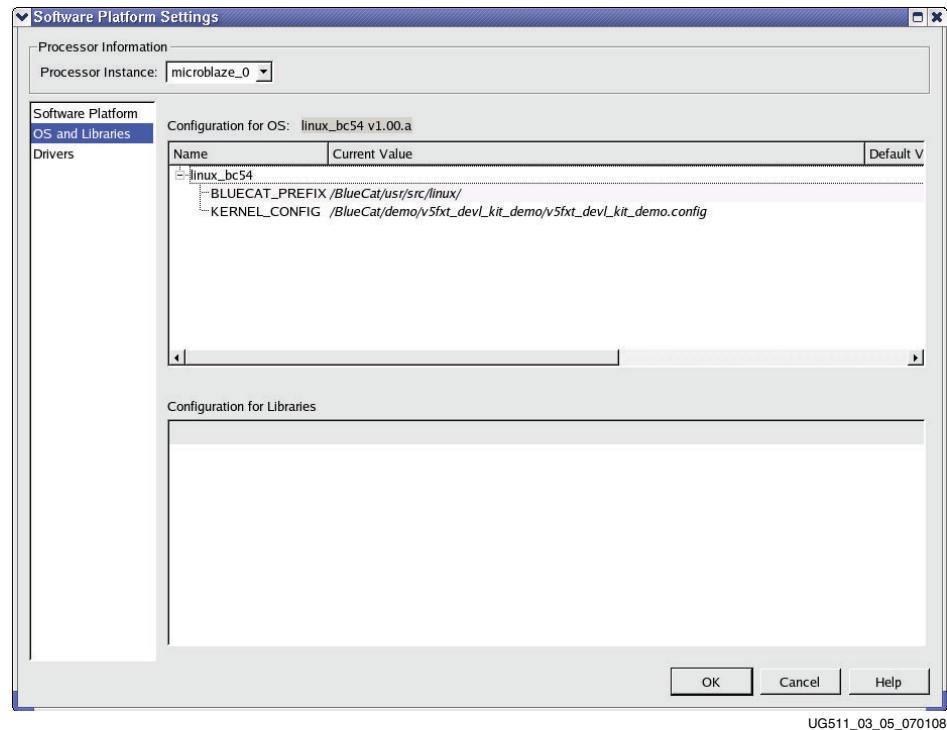 Software Platform Settings
Processor Information
Processor Instance: microblaze_0
Software Platform
OS and Libraries
Drivers
Configuration for OS: linux_bc54 v1.00.a
Name Current Value Default V
linux_bc54
BLUECAT_PREFIX /BlueCat/usr/src/linux/
KERNEL_CONFIG /BlueCat/demo/v5fxt_devl_kit_demo/v5fxt_devl_kit_demo.config
Configuration for Libraries
OK Cancel Help
UG511_03_05_070108